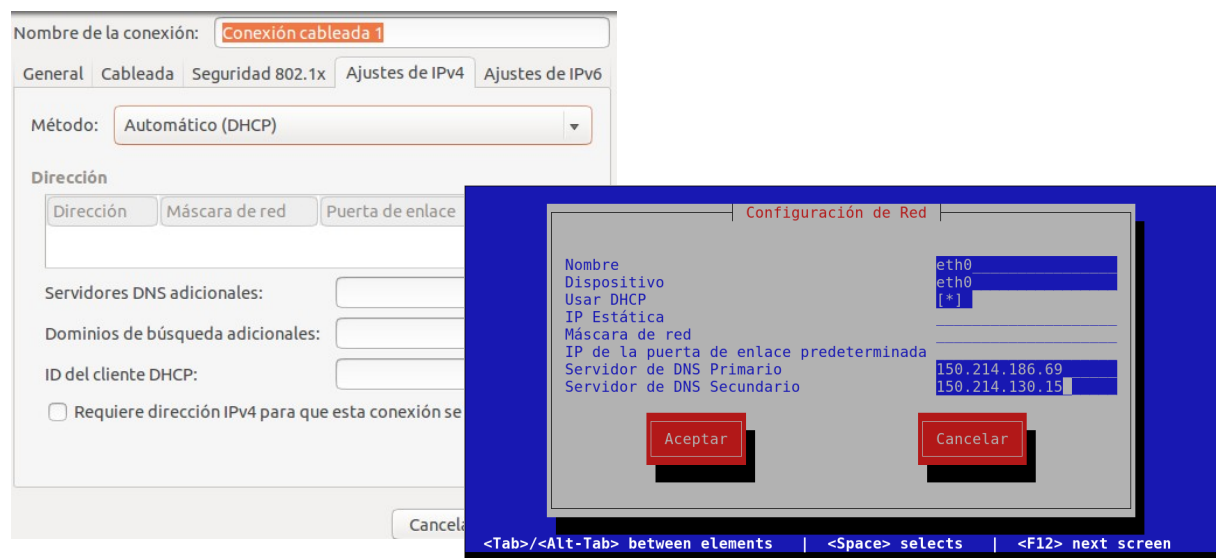 Nombre de la conexión: Conexión cableada 1
General Cableada Seguridad 802.1x Ajustes de IPv4 Ajustes de IPv6
Método: Automático (DHCP)
Dirección
Dirección Máscara de red Puerta de enlace
Servidores DNS adicionales:
Dominios de búsqueda adicionales:
ID del cliente DHCP:
Requiere dirección IPv4 para que esta conexión se
Configuración de Red
Nombre eth0
Dispositivo eth0
Usar DHCP [*]
IP Estática
Máscara de red
IP de la puerta de enlace predeterminada
Servidor de DNS Primario 150.214.186.69
Servidor de DNS Secundario 150.214.130.15
Aceptar Cancelar
<Tab>/<Alt-Tab> between elements | <Space> selects | <F12> next screen